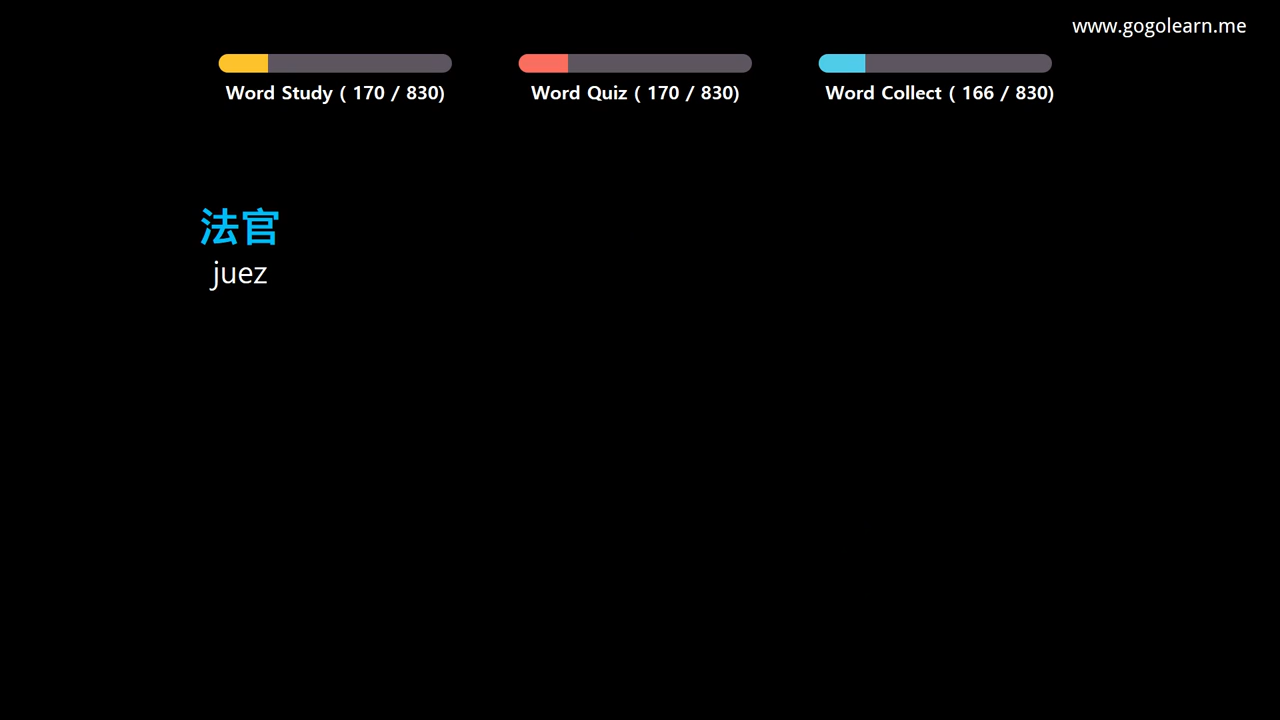 www.gogolearn.me
Word Study ( 170 / 830)
Word Quiz ( 170 / 830)
Word Collect ( 166 / 830)
法官
juez